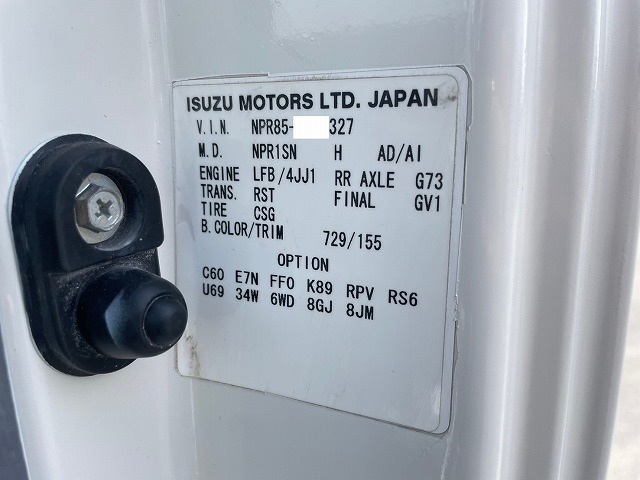 ISUZU MOTORS LTD. JAPAN
V.I.N. NPR85- 327
M.D. NPR1SN H AD/AI
ENGINE LFB/4JJ1 RR AXLE G73
TRANS. RST FINAL GV1
TIRE CSG
B.COLOR/TRIM 729/155
OPTION
C60 E7N FF0 K89 RPV RS6
U69 34W 6WD 8GJ 8JM